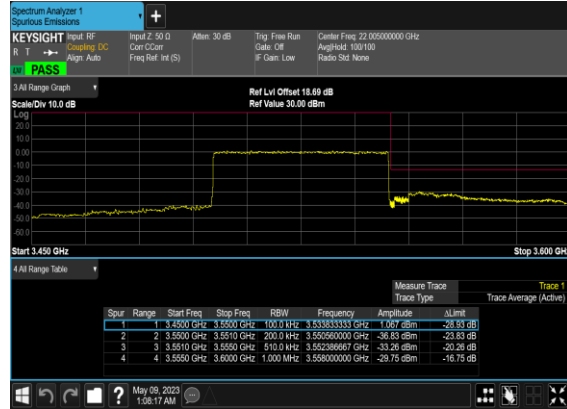 Spectrum Analyzer 1
Spurious Emissions
+
KEYSIGHT Input: RF Input Z: 50 Ω Atten: 30 dB Trig: Free Run Center Freq: 22.005000000 GHz
R T Coupling: DC Corr CCorr Gate: Off Avg|Hold: 100/100
Align: Auto Freq Ref: Int (S) IF Gain: Low Radio Std: None
LW PASS
3 All Range Graph
Ref Lvl Offset 18.69 dB
Scale/Div 10.0 dB Ref Value 30.00 dBm
Log
20.0
10.0
0.00
-10.0
-20.0
-30.0
-40.0
-50.0
-60.0
Start 3.450 GHz Stop 3.600 GHz
4 All Range Table
Measure Trace Trace 1
Trace Type Trace Average (Active)
Spur Range Start Freq Stop Freq RBW Frequency Amplitude ΔLimit
1 1 3.4500 GHz 3.5500 GHz 100.0 kHz 3.533833333 GHz 1.067 dBm -28.93 dB
2 2 3.5500 GHz 3.5510 GHz 200.0 kHz 3.550560000 GHz -36.83 dBm -23.83 dB
3 3 3.5510 GHz 3.5550 GHz 510.0 kHz 3.552386667 GHz -33.26 dBm -20.26 dB
4 4 3.5550 GHz 3.6000 GHz 1.000 MHz 3.558000000 GHz -29.75 dBm -16.75 dB
? May 09, 2023
1:08:17 AM